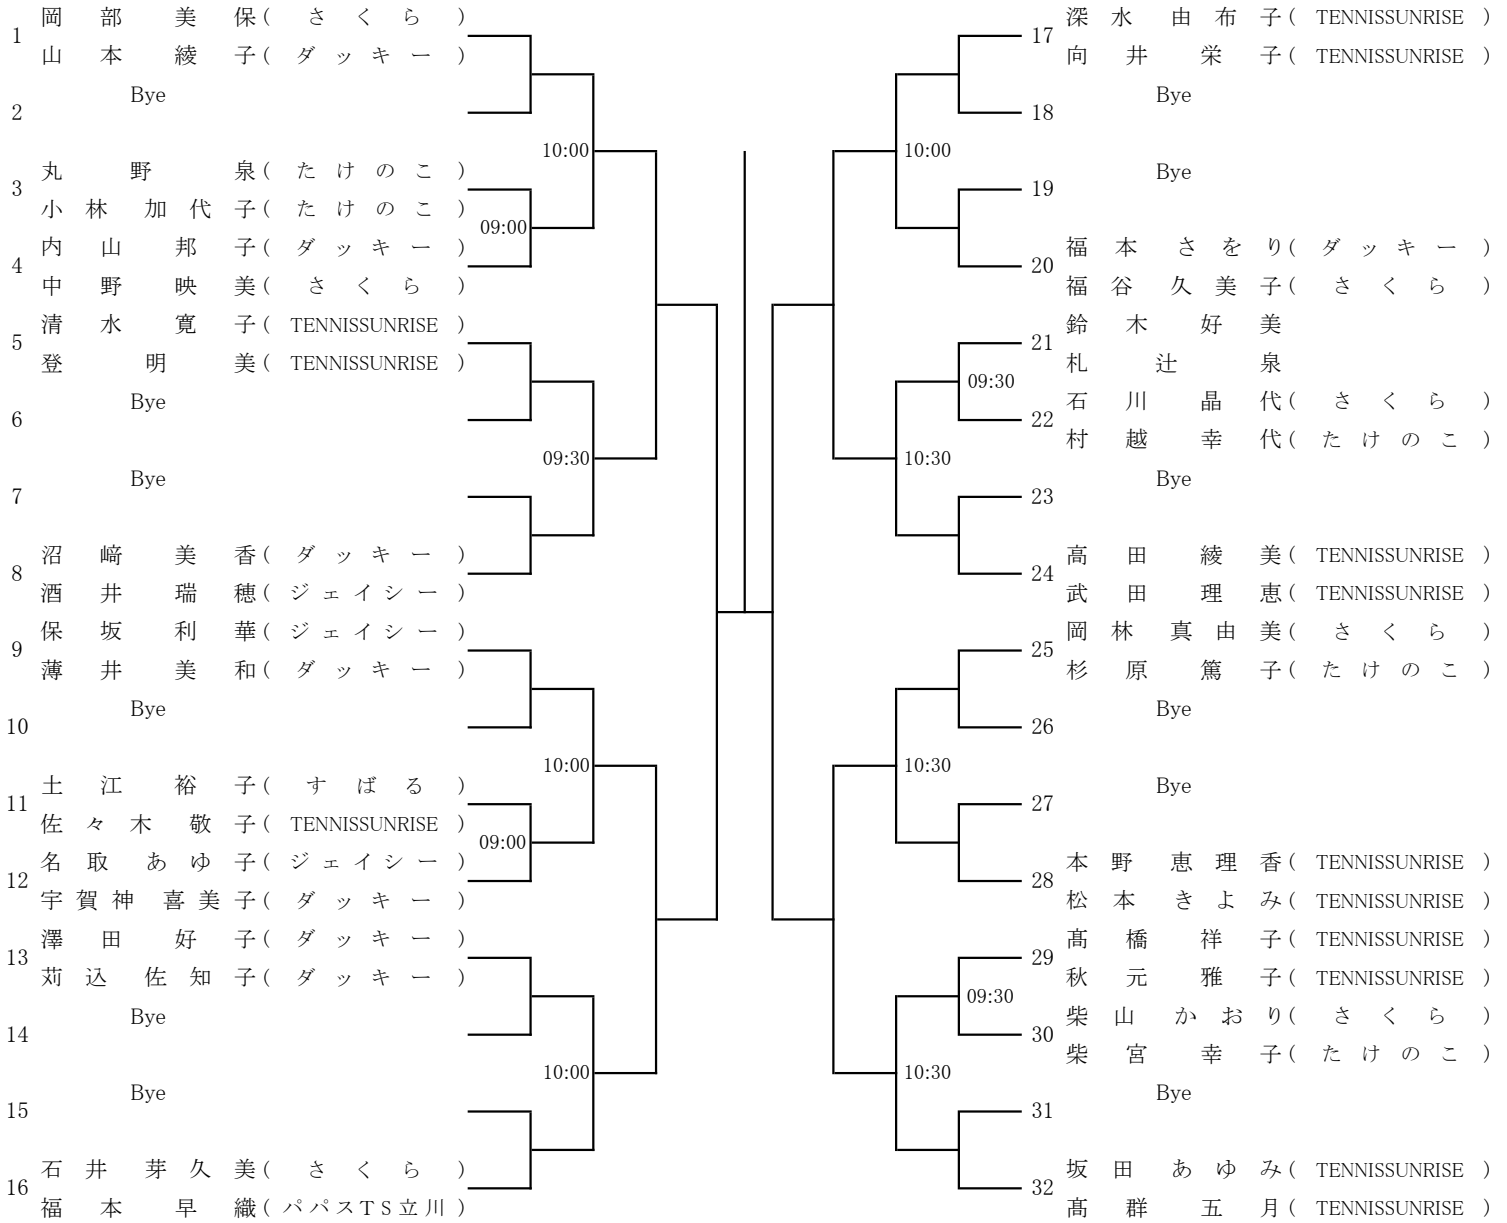 1
岡部 美保(さくら)
山本 綾子(ダッキー)
2
Bye
10:00
3
丸野 泉(たけのこ)
小林 加代子(たけのこ)
09:00
4
内山 邦子(ダッキー)
中野 映美(さくら)
5
清水 寛子(TENNISSUNRISE)
登 明美(TENNISSUNRISE)
6
Bye
09:30
7
Bye
8
沼﨑 美香(ダッキー)
酒井 瑞穂(ジェイシー)
9
保坂 利華(ジェイシー)
薄井 美和(ダッキー)
10
Bye
10:00
11
土江 裕子(すばる)
佐々木 敬子(TENNISSUNRISE)
09:00
12
名取 あゆ子(ジェイシー)
宇賀神 喜美子(ダッキー)
13
澤田 好子(ダッキー)
苅込 佐知子(ダッキー)
14
Bye
10:00
15
Bye
16
石井 芽久美(さくら)
福本 早織(パパスTS立川)
17
深水 由布子(TENNISSUNRISE)
向井 栄子(TENNISSUNRISE)
18
Bye
10:00
19
Bye
20
福本 さをり(ダッキー)
福谷 久美子(さくら)
21
鈴木 好美
札辻 泉
09:30
22
石川 晶代(さくら)
村越 幸代(たけのこ)
10:30
23
Bye
24
高田 綾美(TENNISSUNRISE)
武田 理恵(TENNISSUNRISE)
25
岡林 真由美(さくら)
杉原 篤子(たけのこ)
26
Bye
10:30
27
Bye
28
本野 恵理香(TENNISSUNRISE)
松本 きよみ(TENNISSUNRISE)
29
髙橋 祥子(TENNISSUNRISE)
秋元 雅子(TENNISSUNRISE)
09:30
30
柴山 かおり(さくら)
柴宮 幸子(たけのこ)
10:30
31
Bye
32
坂田 あゆみ(TENNISSUNRISE)
髙群 五月(TENNISSUNRISE)